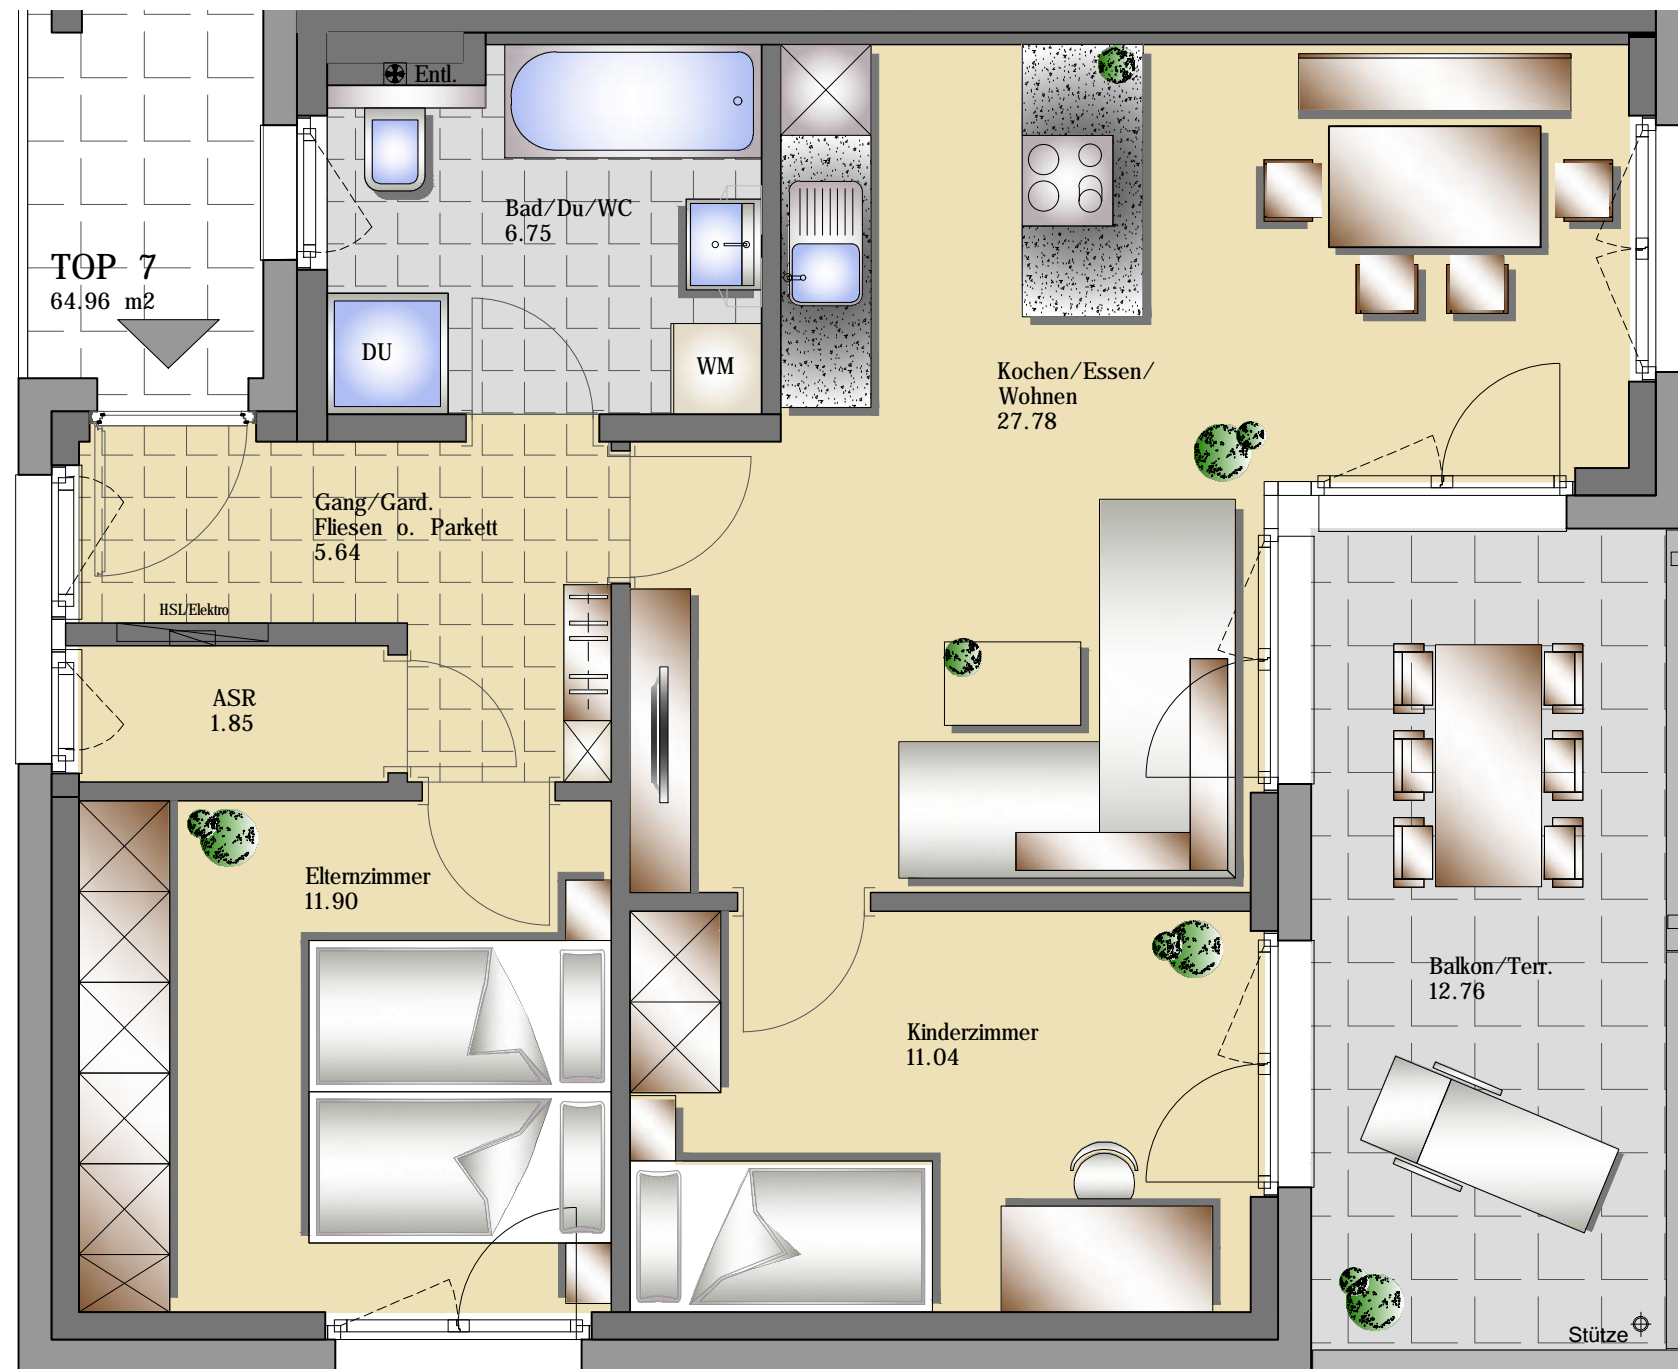 Entl.
Bad/Du/WC
6.75
TOP 7
64.96 m2
DU
WM
Kochen/Essen/
Wohnen
27.78
Gang/Gard.
Fliesen o. Parkett
5.64
HSL/Elektro
ASR
1.85
Elternzimmer
11.90
Kinderzimmer
11.04
Balkon/Terr.
12.76
Stütze